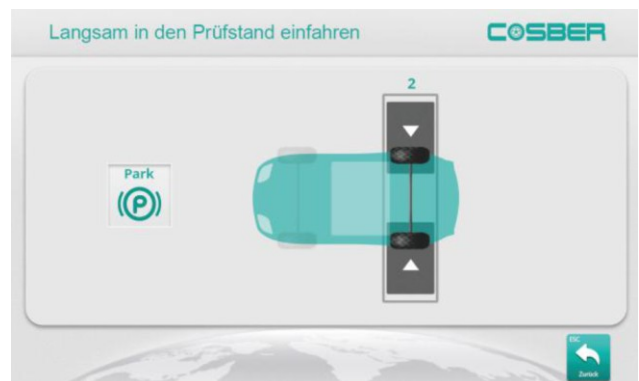 Langsam in den Prüfstand einfahren
COSBER
2
Park
(P)
ESC
Zurück